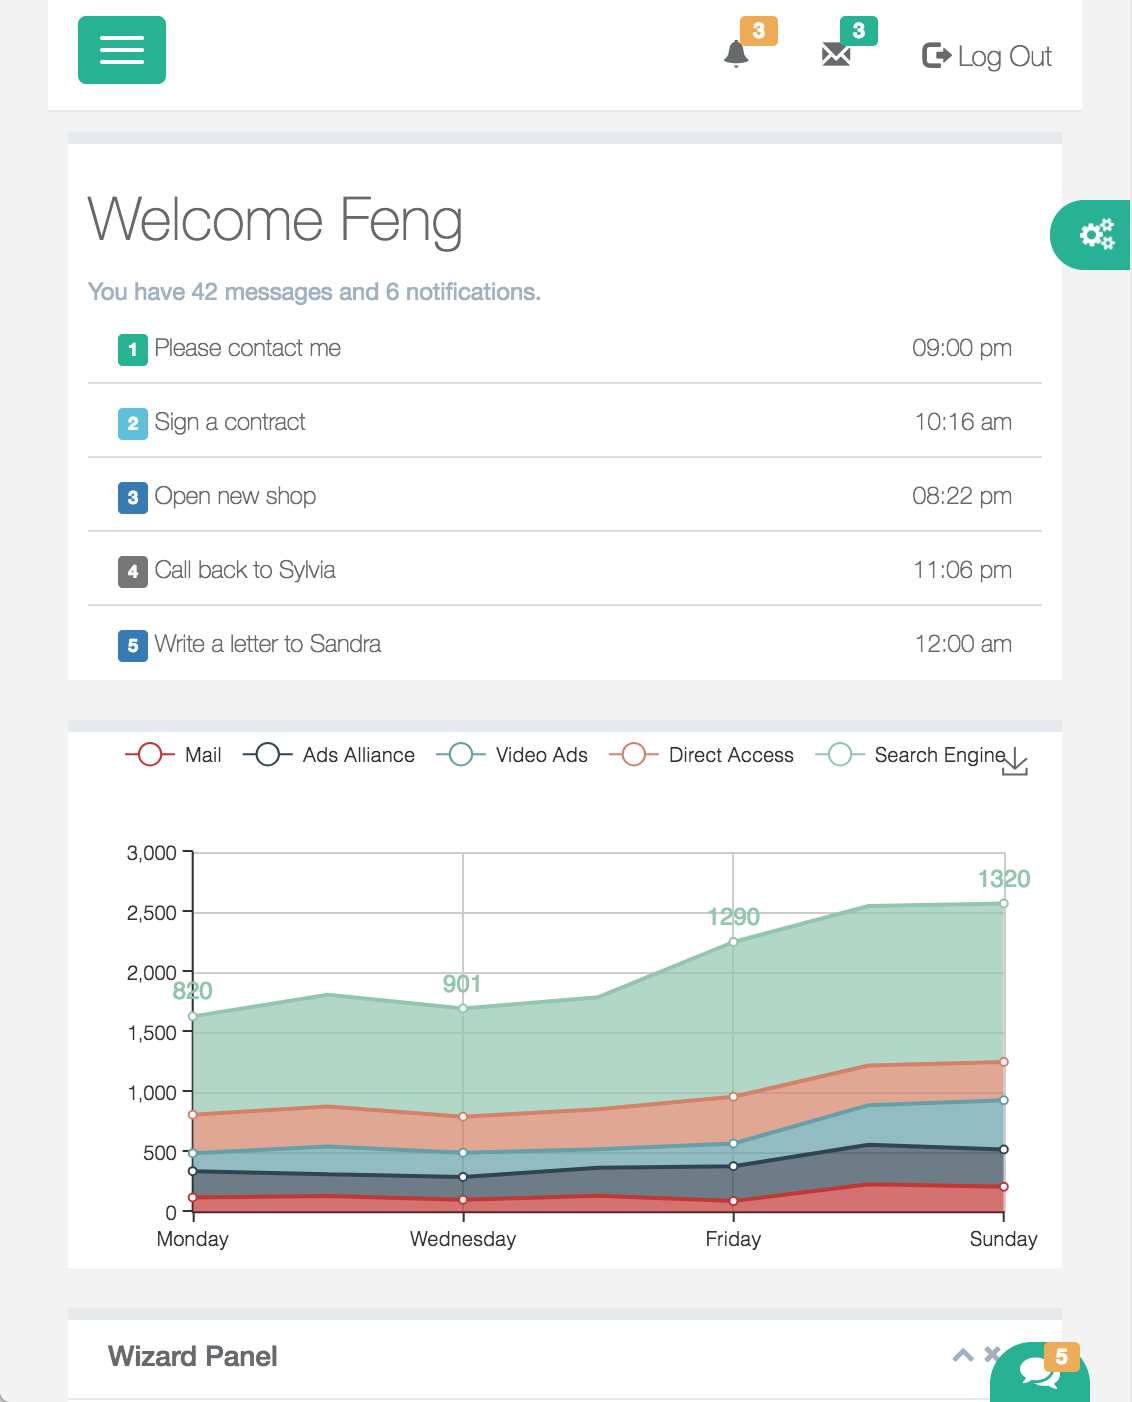 3
3
Log Out
Welcome Feng
You have 42 messages and 6 notifications.
1 Please contact me 09:00 pm
2 Sign a contract 10:16 am
3 Open new shop 08:22 pm
4 Call back to Sylvia 11:06 pm
5 Write a letter to Sandra 12:00 am
Mail Ads Alliance Video Ads Direct Access Search Engine
3,000
1320
2,500
1290
2,000
820
901
1,500
1,000
500
0
Monday Wednesday Friday Sunday
Wizard Panel
5